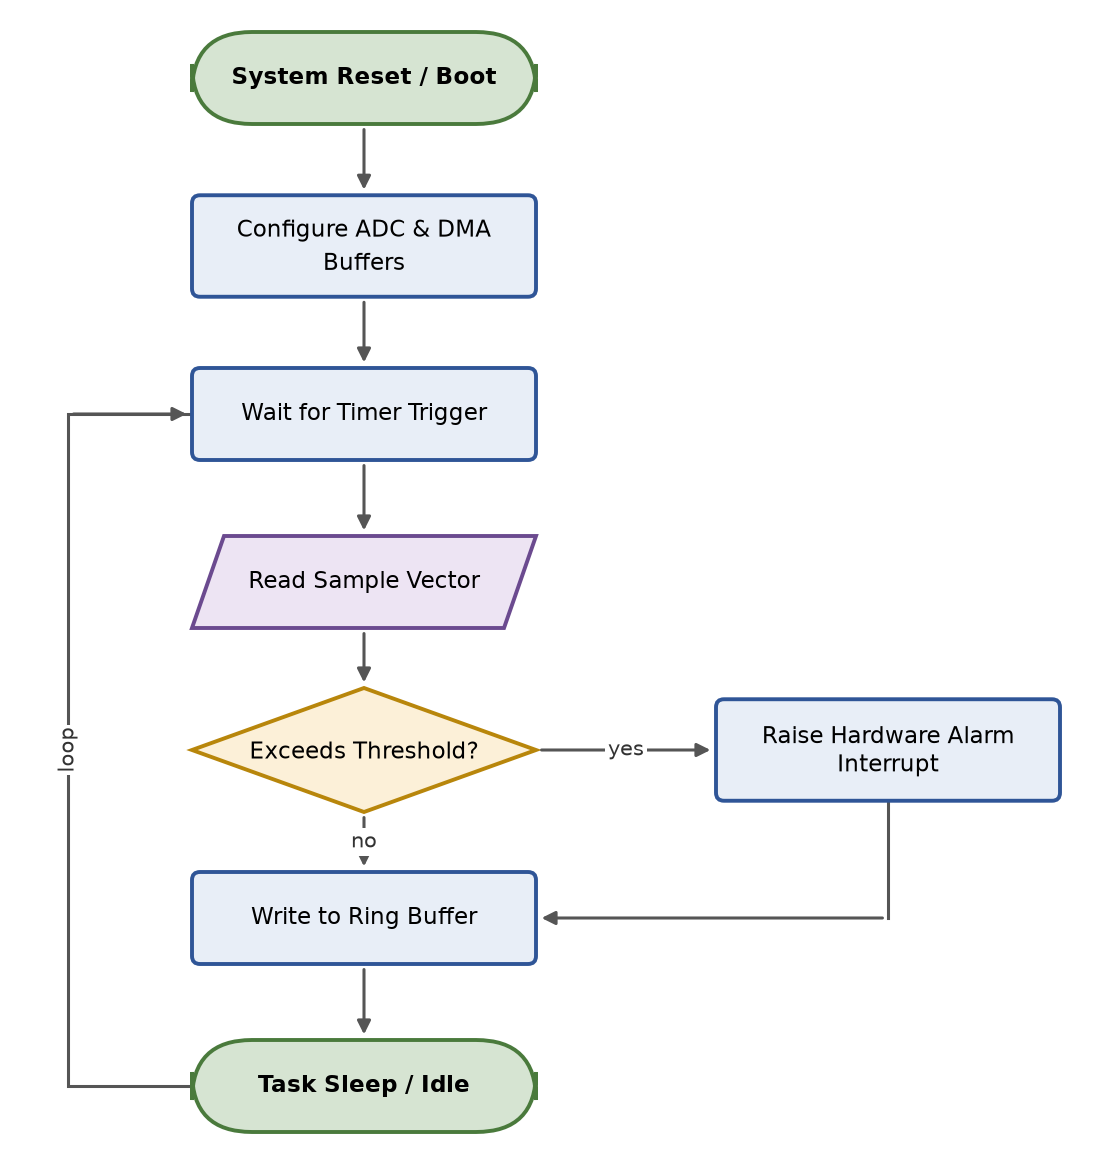 System Reset / Boot
Configure ADC & DMA
Buffers
Wait for Timer Trigger
Read Sample Vector
Exceeds Threshold?
yes
Raise Hardware Alarm
Interrupt
no
Write to Ring Buffer
Task Sleep / Idle
loop